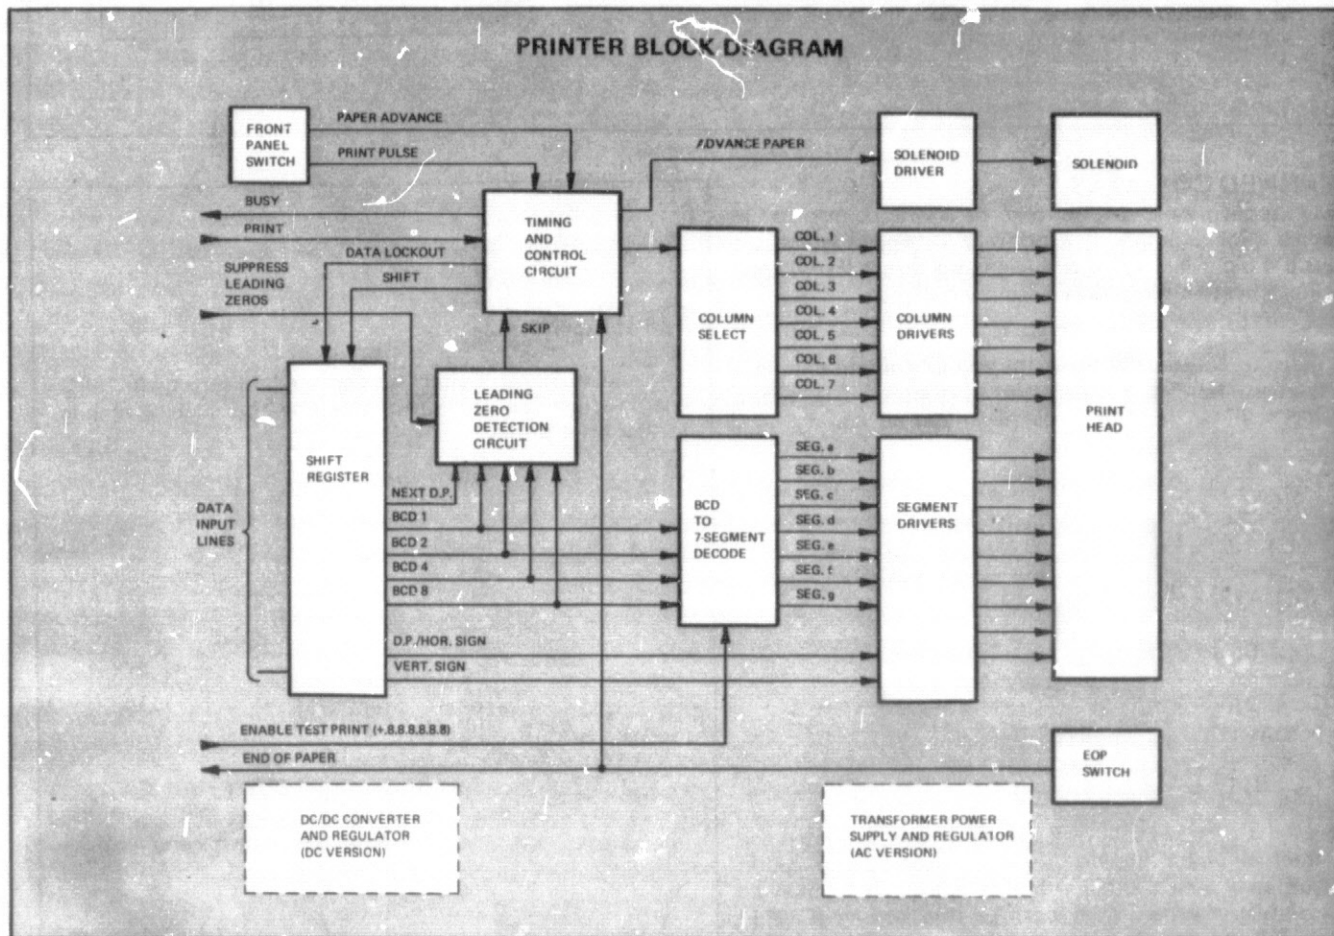 PRINTER BLOCK DIAGRAM
FRONT
PANEL
SWITCH
PAPER ADVANCE
PRINT PULSE
BUSY
PRINT
DATA LOCKOUT
SUPPRESS
LEADING
ZEROS
SHIFT
TIMING
AND
CONTROL
CIRCUIT
SKIP
ADVANCE PAPER
SOLENOID
DRIVER
SOLENOID
COLUMN
SELECT
COL. 1
COL. 2
COL. 3
COL. 4
COL. 5
COL. 6
COL. 7
COLUMN
DRIVERS
PRINT
HEAD
LEADING
ZERO
DETECTION
CIRCUIT
DATA
INPUT
LINES
SHIFT
REGISTER
NEXT D.P.
BCD 1
BCD 2
BCD 4
BCD 8
D.P./HOR. SIGN
VERT. SIGN
BCD
TO
7-SEGMENT
DECODE
SEG. a
SEG. b
SEG. c
SEG. d
SEG. e
SEG. f
SEG. g
SEGMENT
DRIVERS
ENABLE TEST PRINT (+.8.8.8.8.8.8)
END OF PAPER
EOP
SWITCH
DC/DC CONVERTER
AND REGULATOR
(DC VERSION)
TRANSFORMER POWER
SUPPLY AND REGULATOR
(AC VERSION)